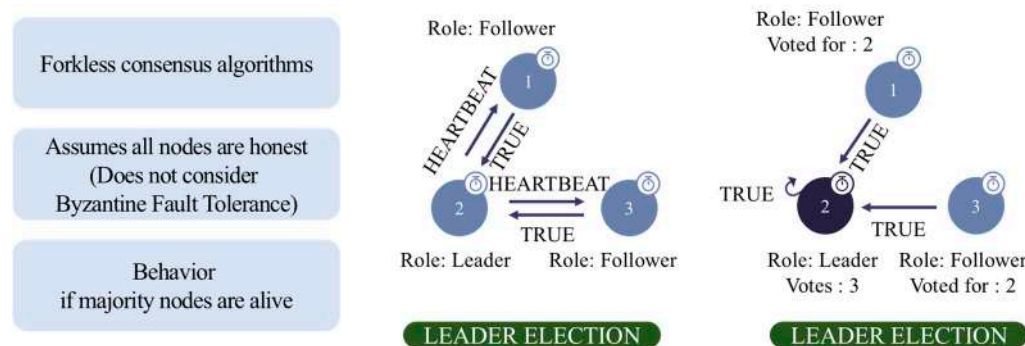 Forkless consensus algorithms
Assumes all nodes are honest
(Does not consider
Byzantine Fault Tolerance)
Behavior
if majority nodes are alive
Role: Follower
1
HEARTBEAT
TRUE
HEARTBEAT
2
3
TRUE
Role: Leader
Role: Follower
LEADER ELECTION
Role: Follower
Voted for : 2
1
TRUE
TRUE
2
3
TRUE
Role: Leader
Votes : 3
Role: Follower
Voted for : 2
LEADER ELECTION